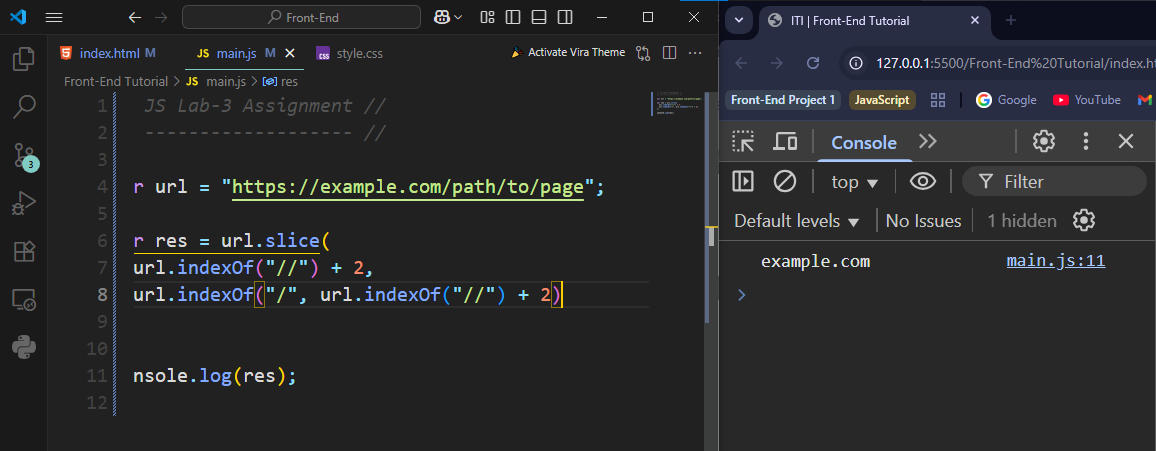 Front-End
index.html M
JS main.js M
CSS style.css
Activate Vira Theme
Front-End Tutorial > JS main.js > res
1 JS Lab-3 Assignment //
2 ------------------- //
3
4 r url = "https://example.com/path/to/page";
5
6 r res = url.slice(
7 url.indexOf("//") + 2,
8 url.indexOf("/", url.indexOf("//") + 2)
9
10
11 nsole.log(res);
12
3
ITI | Front-End Tutorial
127.0.0.1:5500/Front-End%20Tutorial/index.ht
Front-End Project 1 JavaScript Google YouTube
Console
top Filter
Default levels No Issues 1 hidden
example.com main.js:11